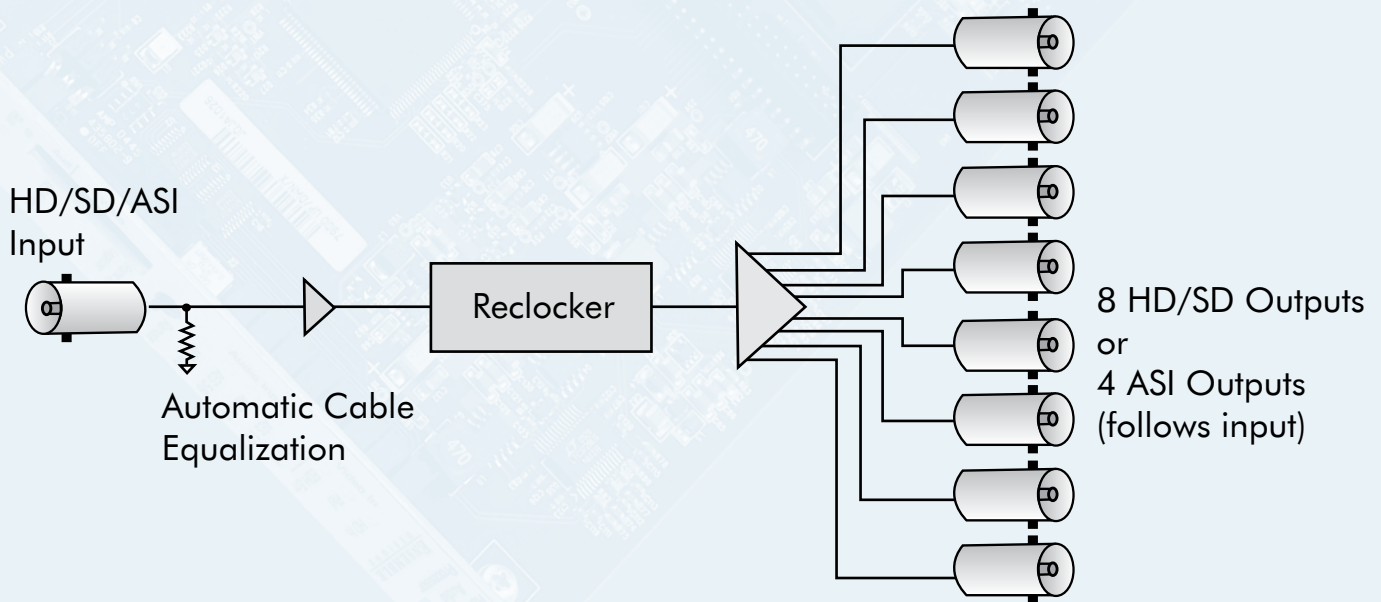 HD/SD/ASI
Input
Automatic Cable
Equalization
Reclocker
8 HD/SD Outputs
or
4 ASI Outputs
(follows input)